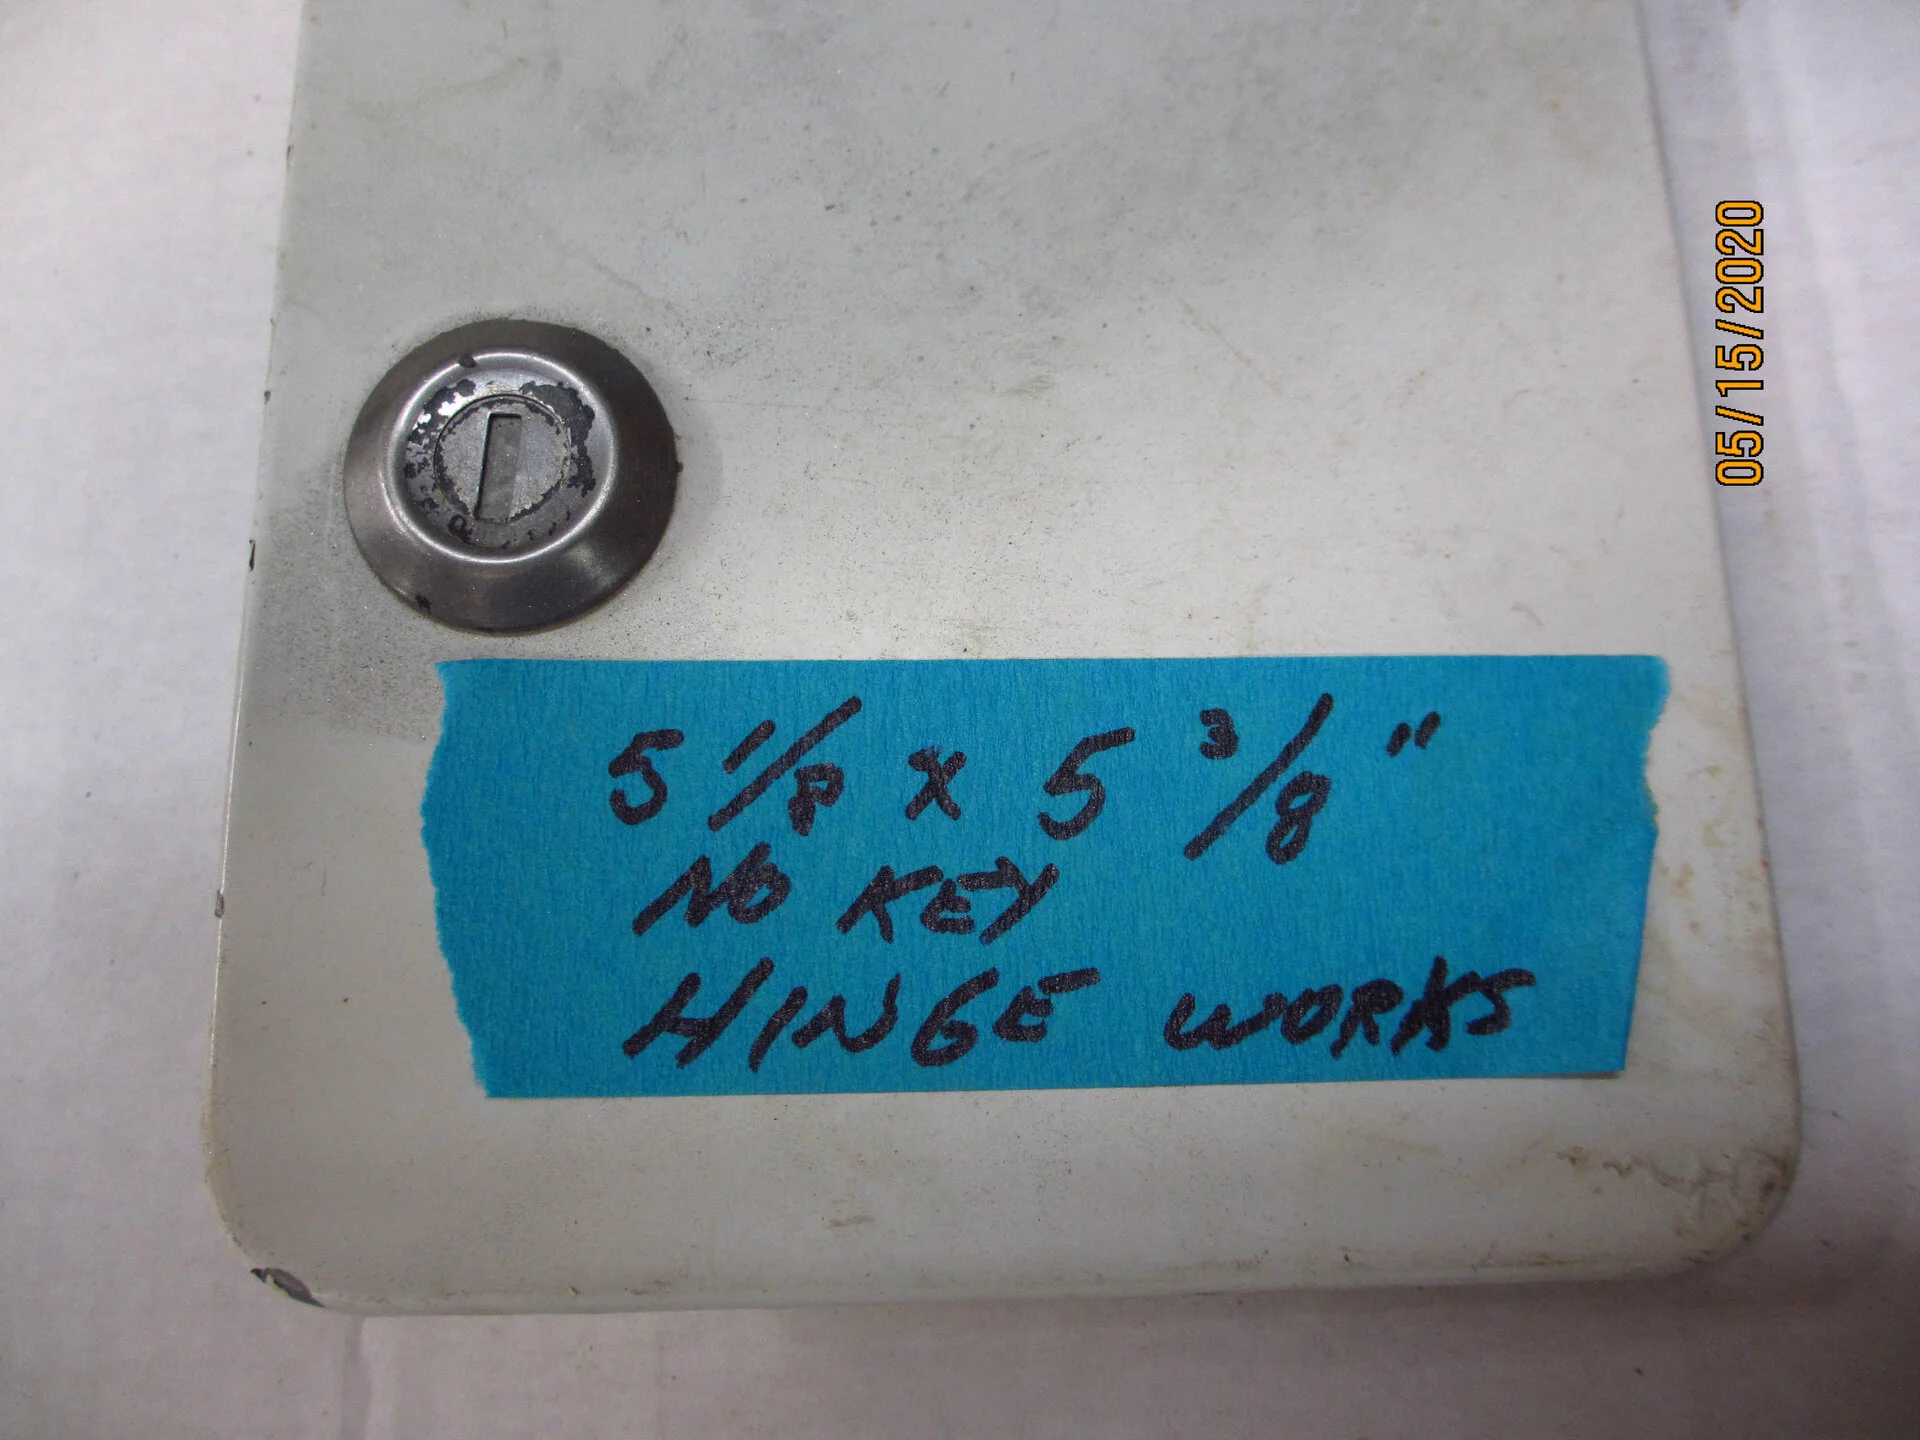 5 1/8 x 5 3/8"
NO KEY
HINGE WORKS
05/15/2020